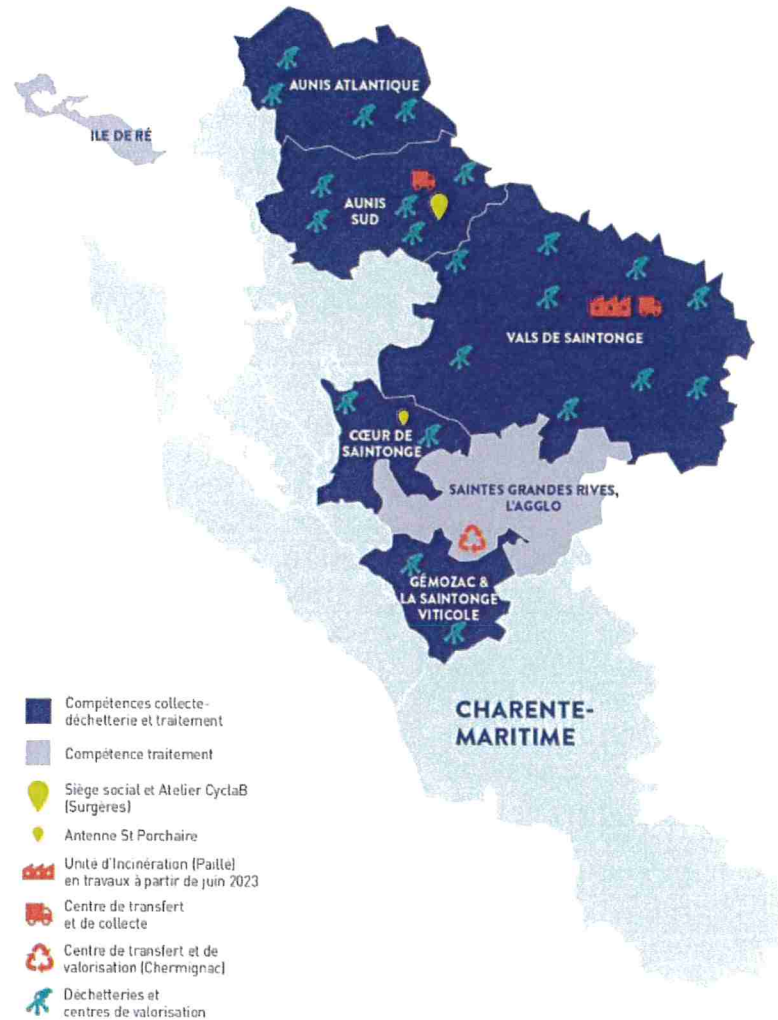 AUNIS ATLANTIQUE
ILE DE RÉ
AUNIS
SUD
VALS DE SAINTONGE
CŒUR DE
SAINTONGE
SAINTES GRANDES RIVES,
L'AGGLO
GÉMOZAC &
LA SAINTONGE
VITICOLE
CHARENTE-
MARITIME
Compétences collecte-
déchetterie et traitement
Compétence traitement
Siège social et Atelier CyclaB
(Surgères)
Antenne St Porchaire
Unité d'Incinération (Paillé)
en travaux à partir de juin 2023
Centre de transfert
et de collecte
Centre de transfert et de
valorisation (Chermignac)
Déchetteries et
centres de valorisation